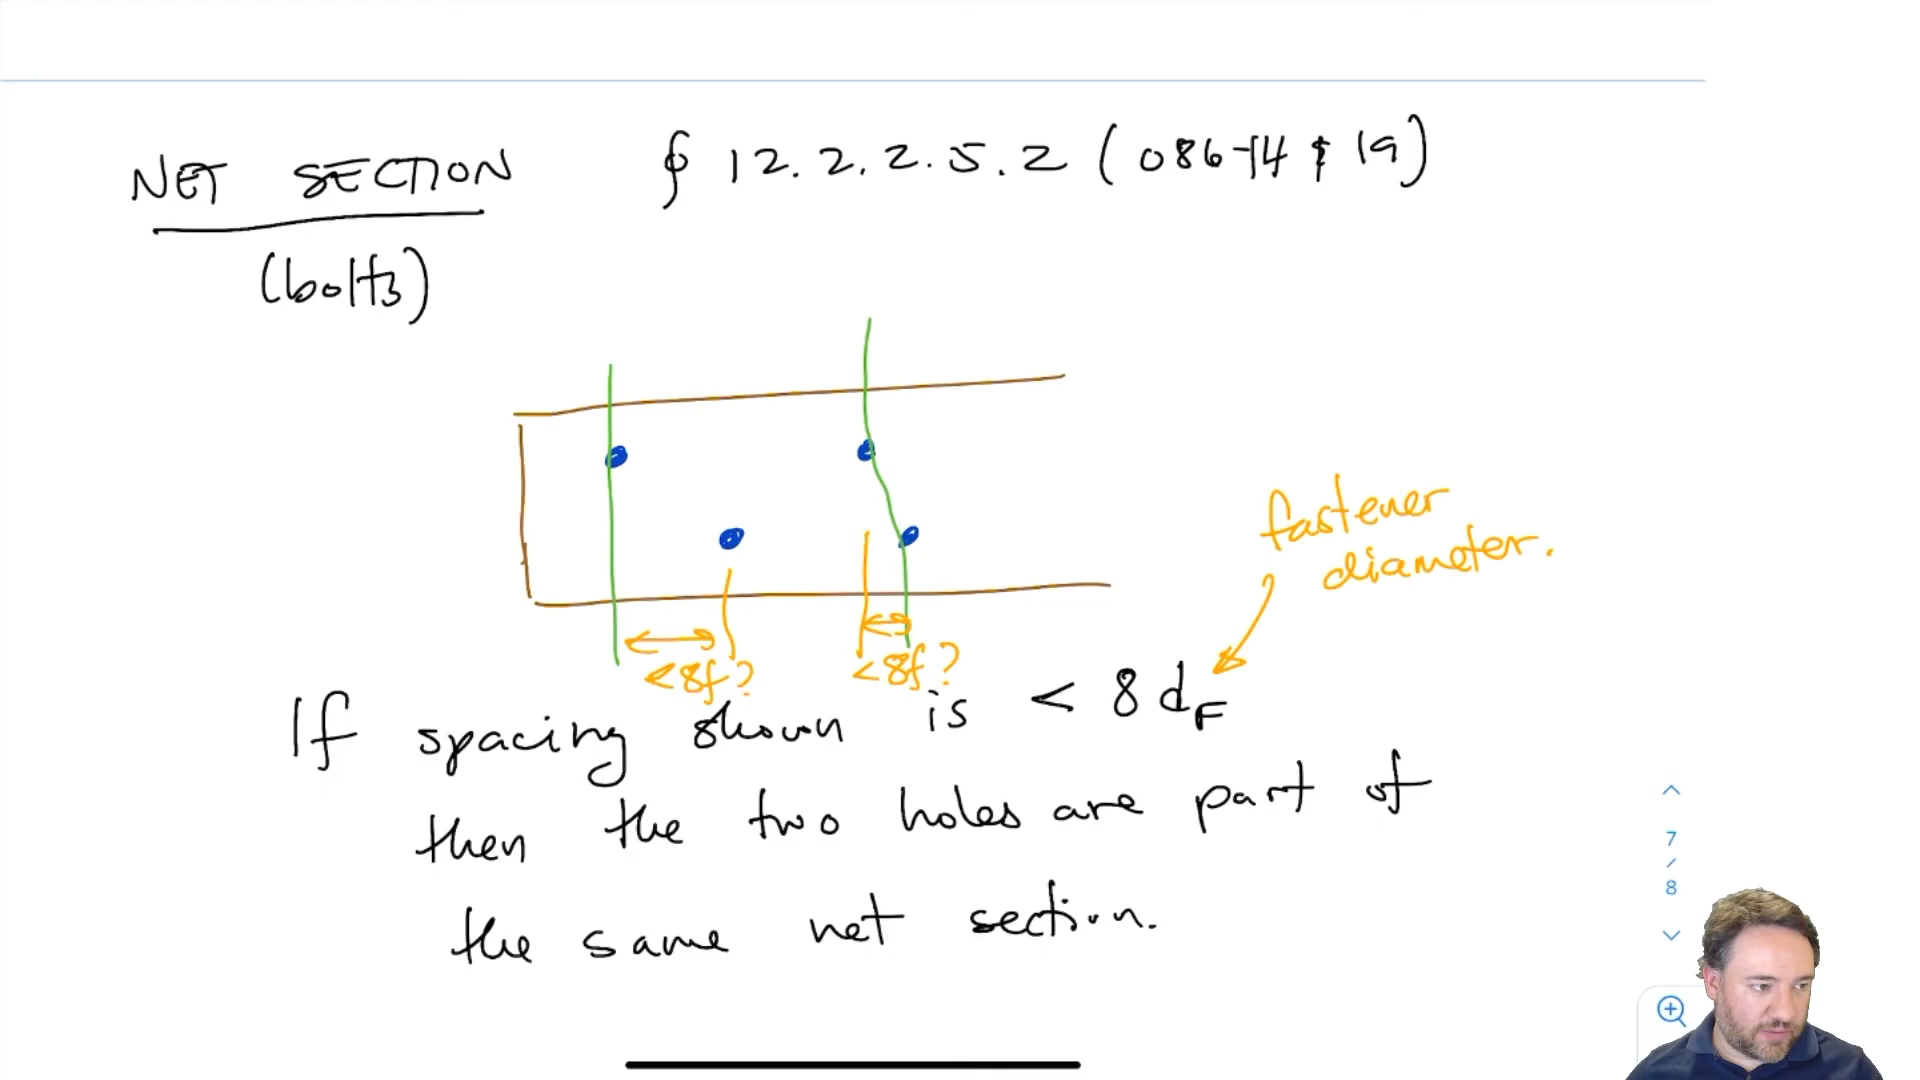 NET SECTION § 12.2.2.5.2 (O86-14 & 19)
(bolts)
fastener
diameter.
<8f? <8f?
If spacing shown is < 8 dF
then the two holes are part of
the same net section.
7
/
8